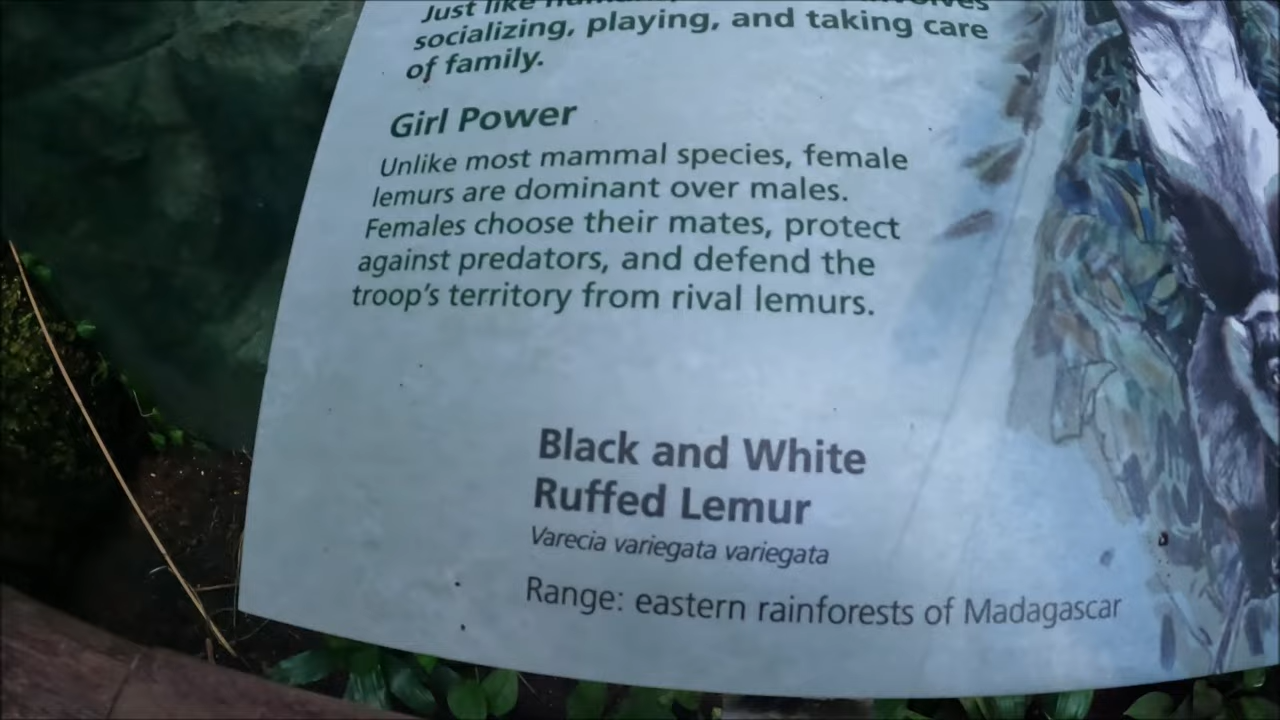 Just like
socializing, playing, and taking care
of family.
Girl Power
Unlike most mammal species, female
lemurs are dominant over males.
Females choose their mates, protect
against predators, and defend the
troop's territory from rival lemurs.
Black and White
Ruffed Lemur
Varecia variegata variegata
Range: eastern rainforests of Madagascar